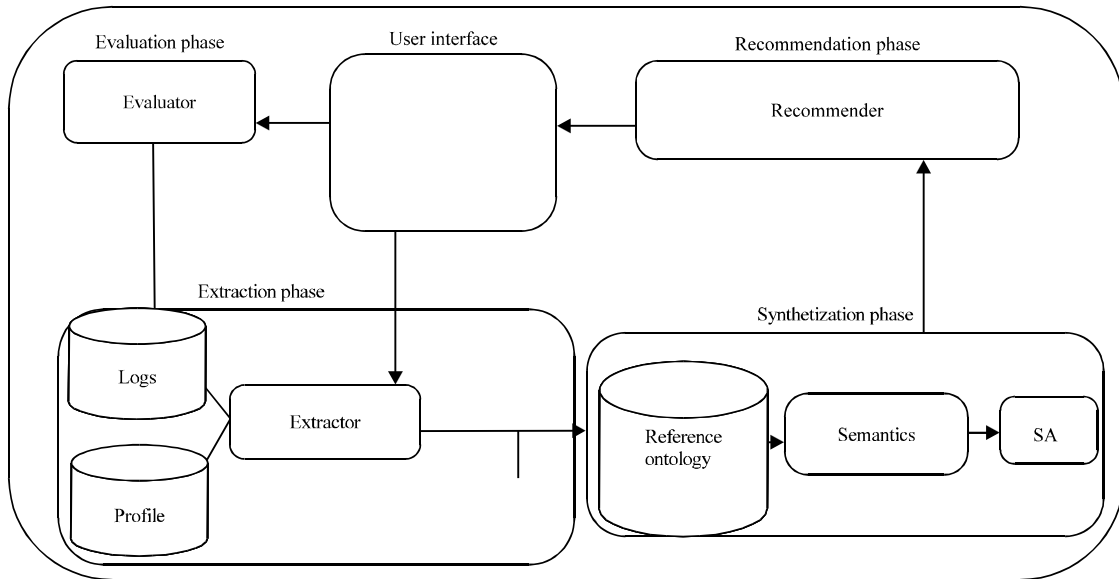 Evaluation phase
User interface
Recommendation phase
Evaluator
Recommender
Extraction phase
Synthetization phase
Logs
Extractor
Profile
Reference
ontology
Semantics
SA